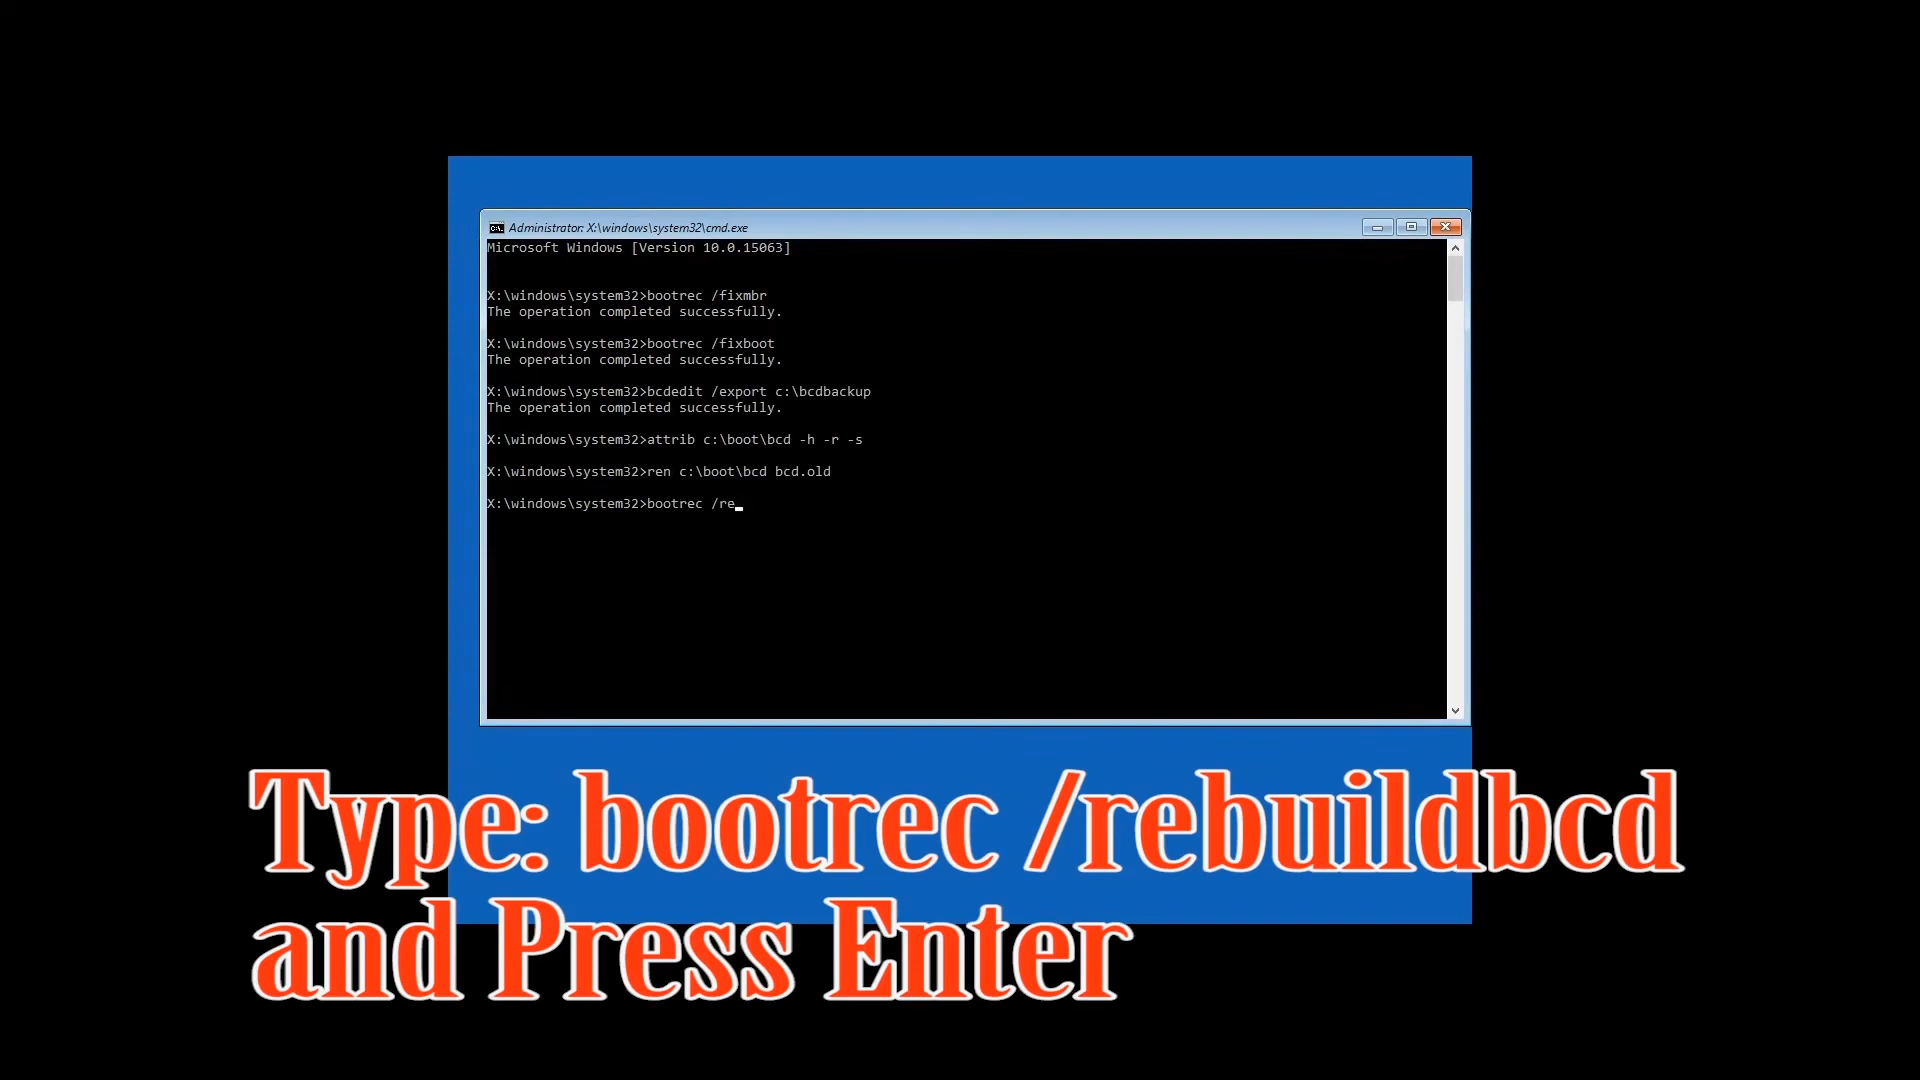 Administrator: X:\windows\system32\cmd.exe
Microsoft Windows [Version 10.0.15063]
X:\windows\system32>bootrec /fixmbr
The operation completed successfully.
X:\windows\system32>bootrec /fixboot
The operation completed successfully.
X:\windows\system32>bcdedit /export c:\bcdbackup
The operation completed successfully.
X:\windows\system32>attrib c:\boot\bcd -h -r -s
X:\windows\system32>ren c:\boot\bcd bcd.old
X:\windows\system32>bootrec /re
Type: bootrec /rebuildbcd
and Press Enter